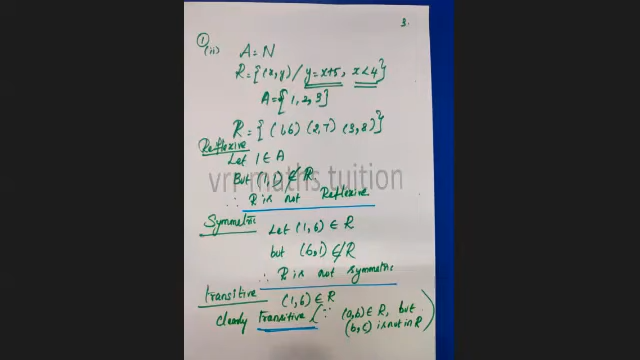 3.
① (ii) A = N
R = {(x,y) / y = x+5, x < 4}
A = {1, 2, 3}
R = {(1,6) (2,7) (3,8)}
Reflexive
Let 1 ∈ A
But (1,1) ∉ R
vri maths tuition
∴ R is not Reflexive
Symmetric
Let (1,6) ∈ R
but (6,1) ∉ R
∴ R is not symmetric
transitive
(1,6) ∈ R
clearly transitive (∵ (a,b) ∈ R, but
(b,c) is not in R)